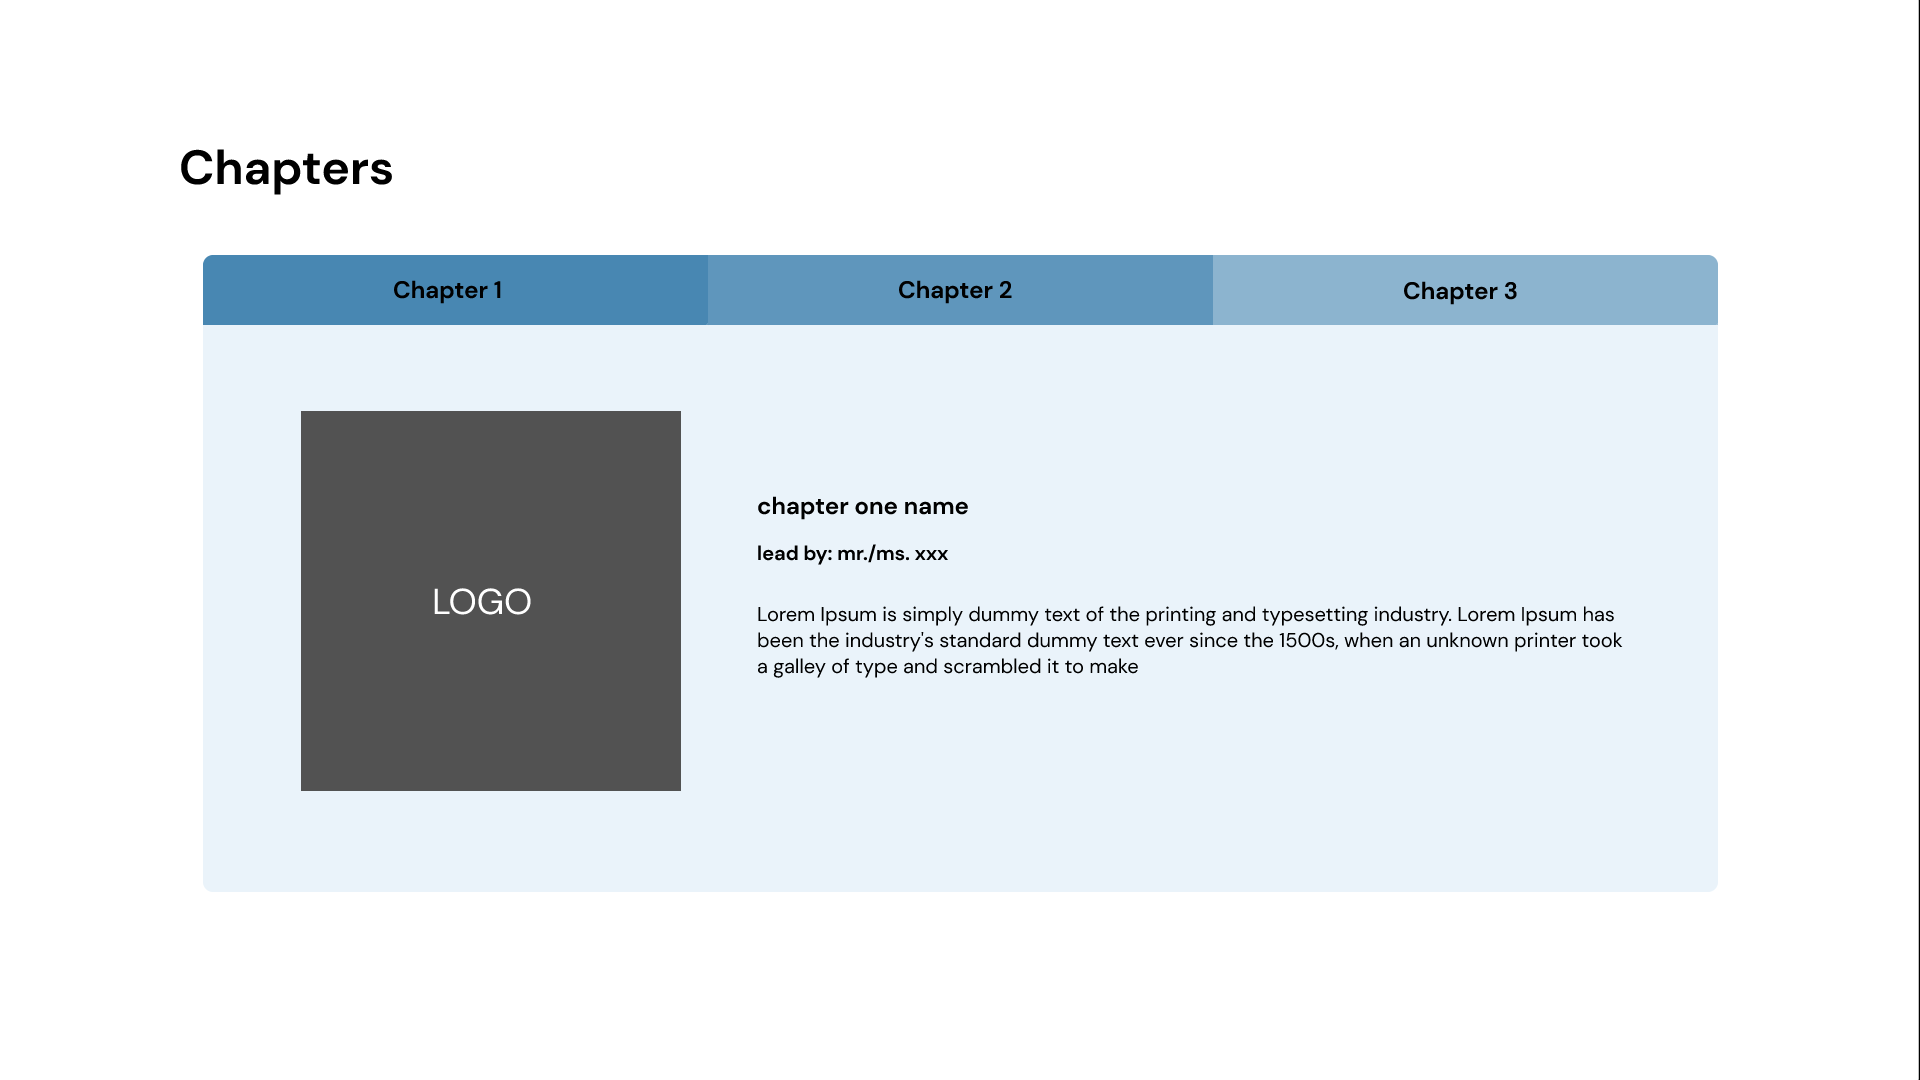 Chapters
Chapter 1
Chapter 2
Chapter 3
LOGO
chapter one name
lead by: mr./ms. xxx
Lorem Ipsum is simply dummy text of the printing and typesetting industry. Lorem Ipsum has
been the industry's standard dummy text ever since the 1500s, when an unknown printer took
a galley of type and scrambled it to make